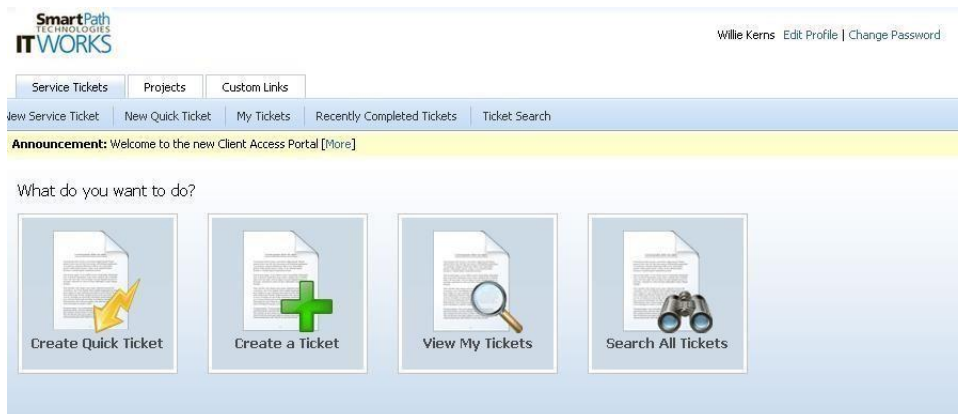 SmartPath
TECHNOLOGIES
ITWORKS
Willie Kerns Edit Profile | Change Password
Service Tickets Projects Custom Links
New Service Ticket New Quick Ticket My Tickets Recently Completed Tickets Ticket Search
Announcement: Welcome to the new Client Access Portal [More]
What do you want to do?
Create Quick Ticket Create a Ticket View My Tickets Search All Tickets